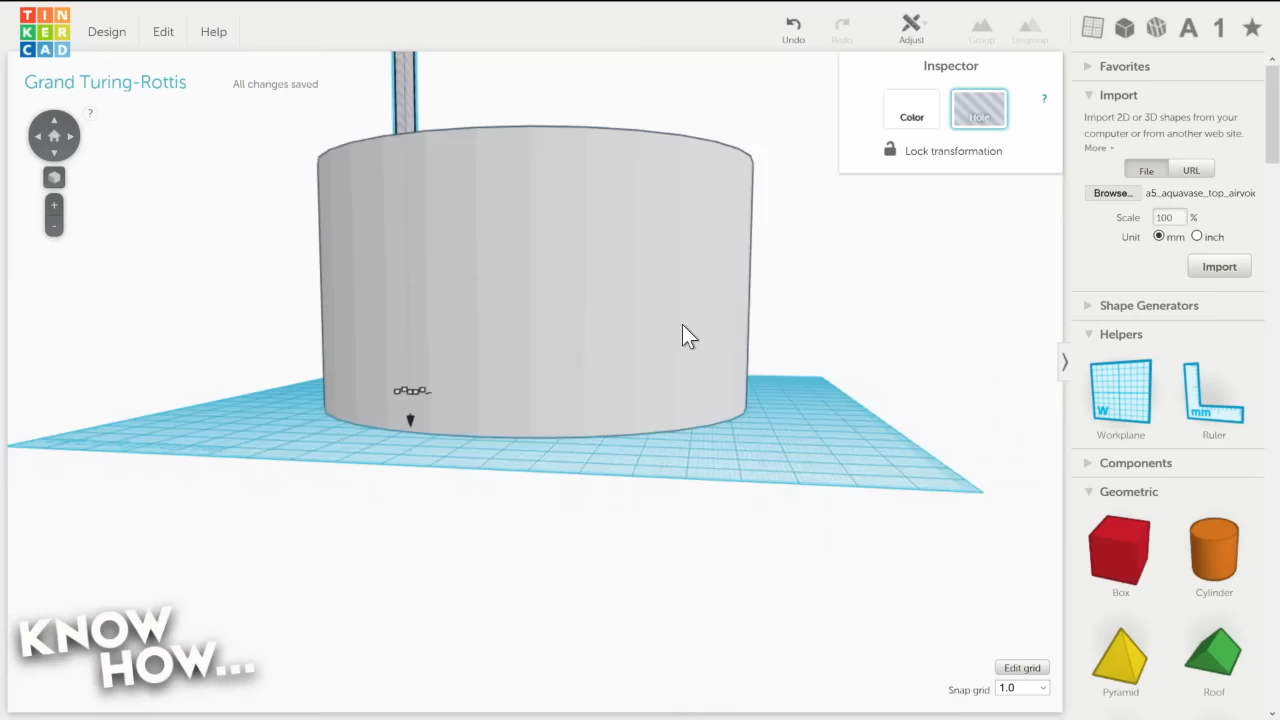 TIN
KER
CAD
Design
Edit
Help
Undo
Redo
Adjust
Group
Ungroup
A
1
Grand Turing-Rottis
All changes saved
?
+
-
Inspector
Color
Hole
?
Lock transformation
Favorites
Import
Import 2D or 3D shapes from your
computer or from another web site.
More
File
URL
Browse...
a5_aquavase_top_airvoi
Scale
100
%
Unit
mm
inch
Import
Shape Generators
Helpers
W
mm
Workplane
Ruler
Components
Geometric
Box
Cylinder
Pyramid
Roof
KNOW
HOW...
Edit grid
Snap grid
1.0